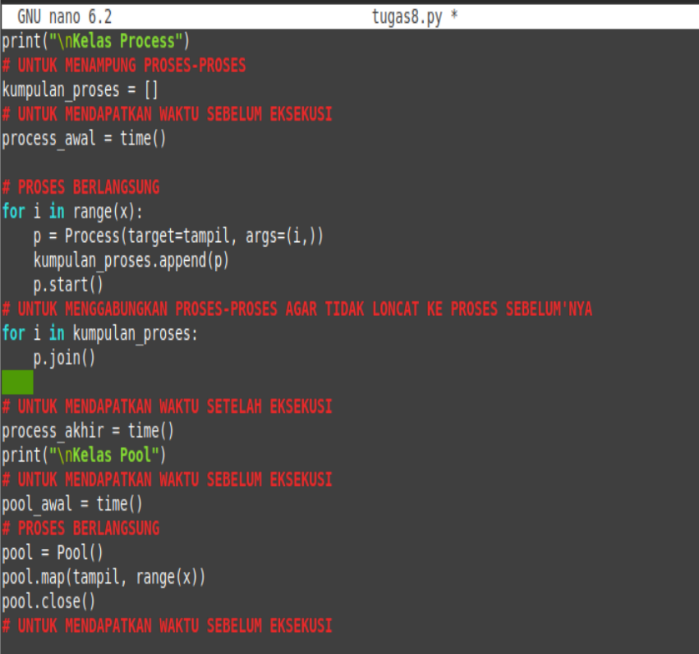 GNU nano 6.2 tugas8.py *
print("\nKelas Process")
# UNTUK MENAMPUNG PROSES-PROSES
kumpulan_proses = []
# UNTUK MENDAPATKAN WAKTU SEBELUM EKSEKUSI
process_awal = time()
# PROSES BERLANGSUNG
for i in range(x):
    p = Process(target=tampil, args=(i,))
    kumpulan_proses.append(p)
    p.start()
# UNTUK MENGGABUNGKAN PROSES-PROSES AGAR TIDAK LONCAT KE PROSES SEBELUM'NYA
for i in kumpulan_proses:
    p.join()
# UNTUK MENDAPATKAN WAKTU SETELAH EKSEKUSI
process_akhir = time()
print("\nKelas Pool")
# UNTUK MENDAPATKAN WAKTU SEBELUM EKSEKUSI
pool_awal = time()
# PROSES BERLANGSUNG
pool = Pool()
pool.map(tampil, range(x))
pool.close()
# UNTUK MENDAPATKAN WAKTU SEBELUM EKSEKUSI